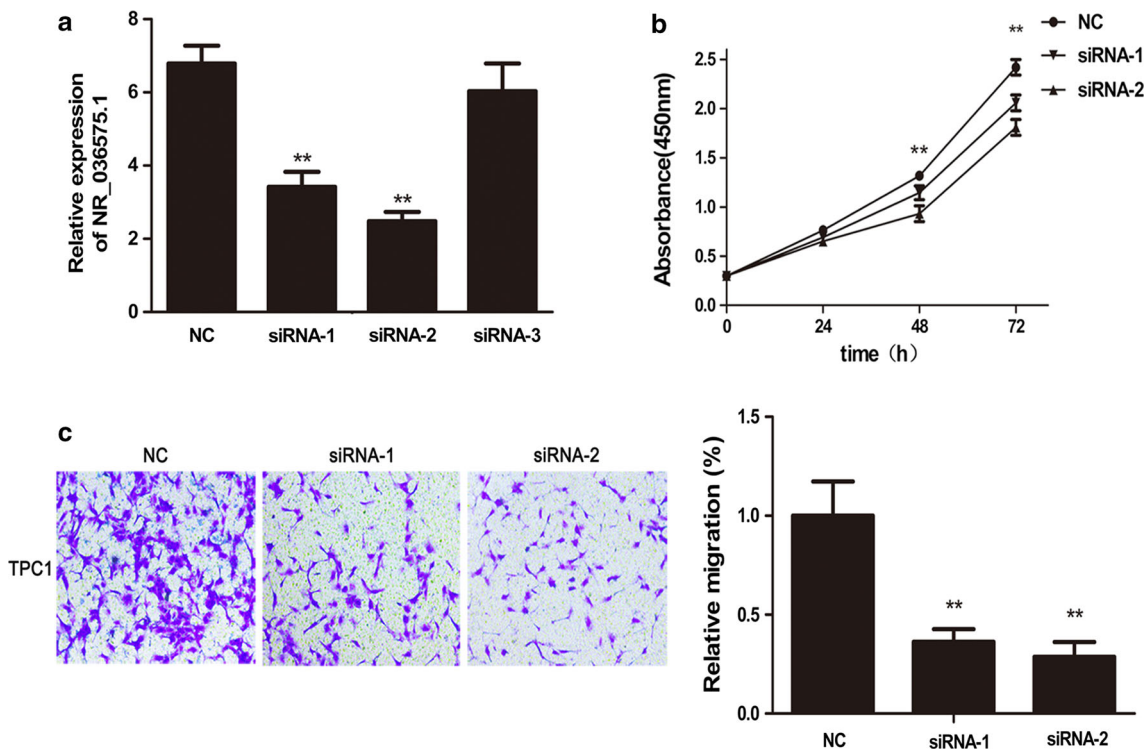 a
Relative expression
of NR_036575.1
8
6
4
2
0
**
**
NC
siRNA-1
siRNA-2
siRNA-3
b
Absorbance(450nm)
2.5
2.0
1.5
1.0
0.5
0.0
**
**
0
24
48
72
time（h）
NC
siRNA-1
siRNA-2
c
NC
siRNA-1
siRNA-2
TPC1
Relative migration (%)
1.5
1.0
0.5
0.0
**
**
NC
siRNA-1
siRNA-2